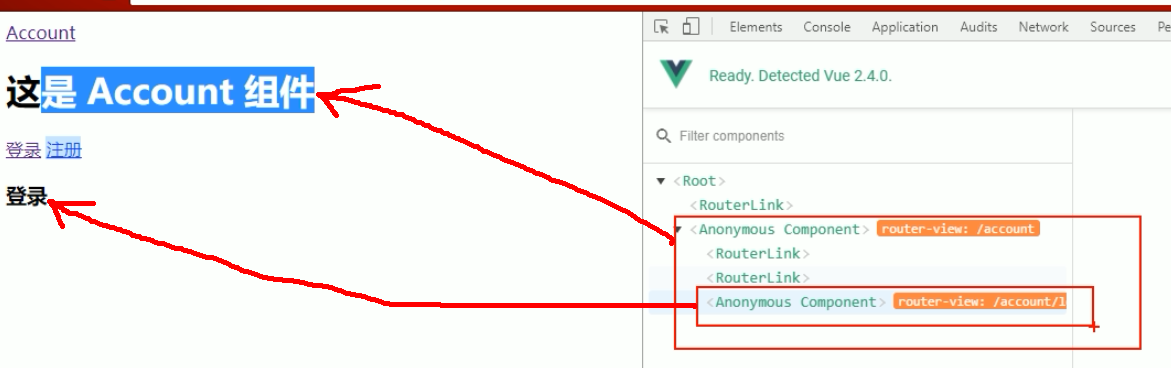 Account
这是 Account 组件
登录 注册
登录
Elements Console Application Audits Network Sources Pe
Ready. Detected Vue 2.4.0.
Filter components
<Root>
<RouterLink>
<Anonymous Component> router-view: /account
<RouterLink>
<RouterLink>
<Anonymous Component> router-view: /account/l